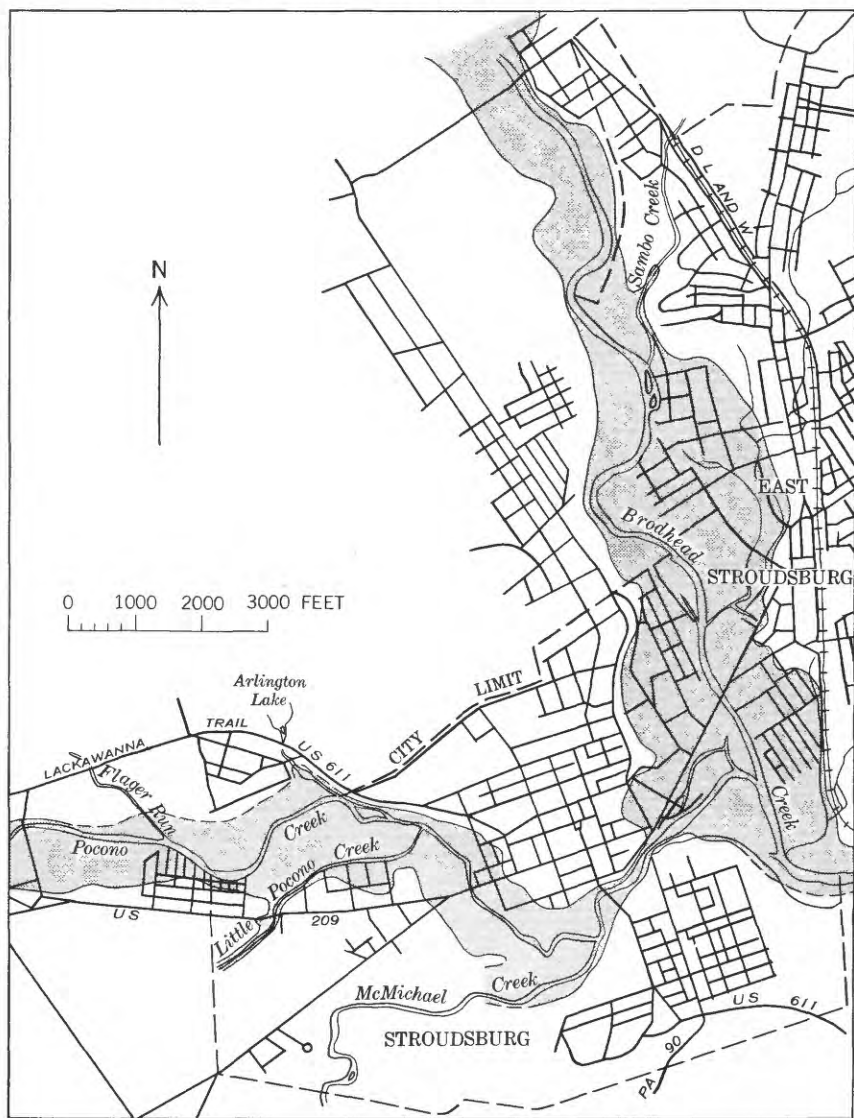 D L AND W
Sambo Creek
N
EAST
Brodhead
STROUDSBURG
0 1000 2000 3000 FEET
Arlington
Lake
LIMIT
TRAIL
CITY
US 611
LACKAWANNA
Flager Run
Creek
Creek
Pocono
Creek
Pocono
US 209
Little
Creek
McMichael
US 611
STROUDSBURG
PA 90